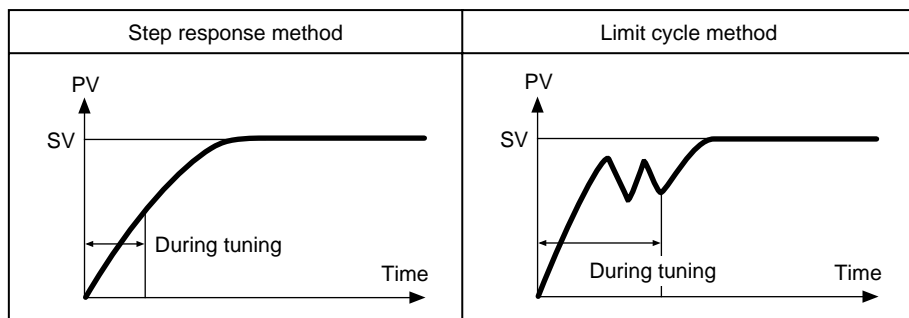 Step response method
PV
SV
During tuning
Time
Limit cycle method
PV
SV
During tuning
Time